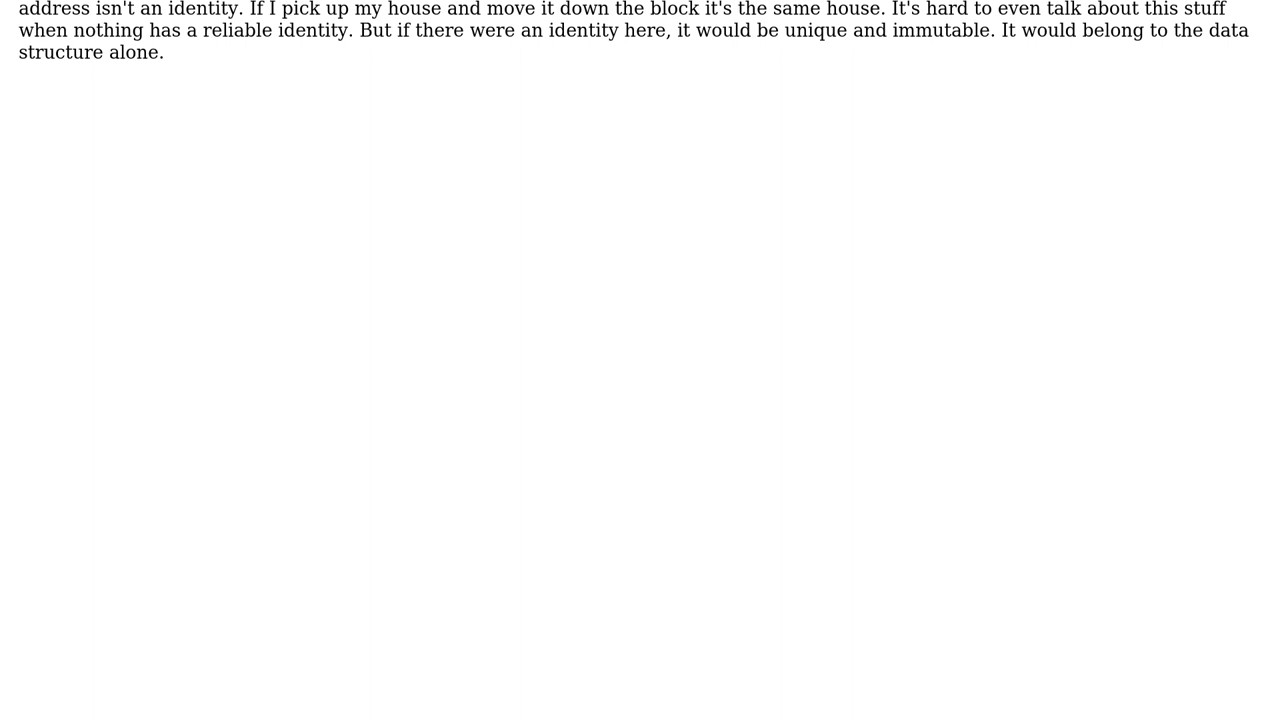 address isn't an identity. If I pick up my house and move it down the block it's the same house. It's hard to even talk about this stuff
when nothing has a reliable identity. But if there were an identity here, it would be unique and immutable. It would belong to the data
structure alone.